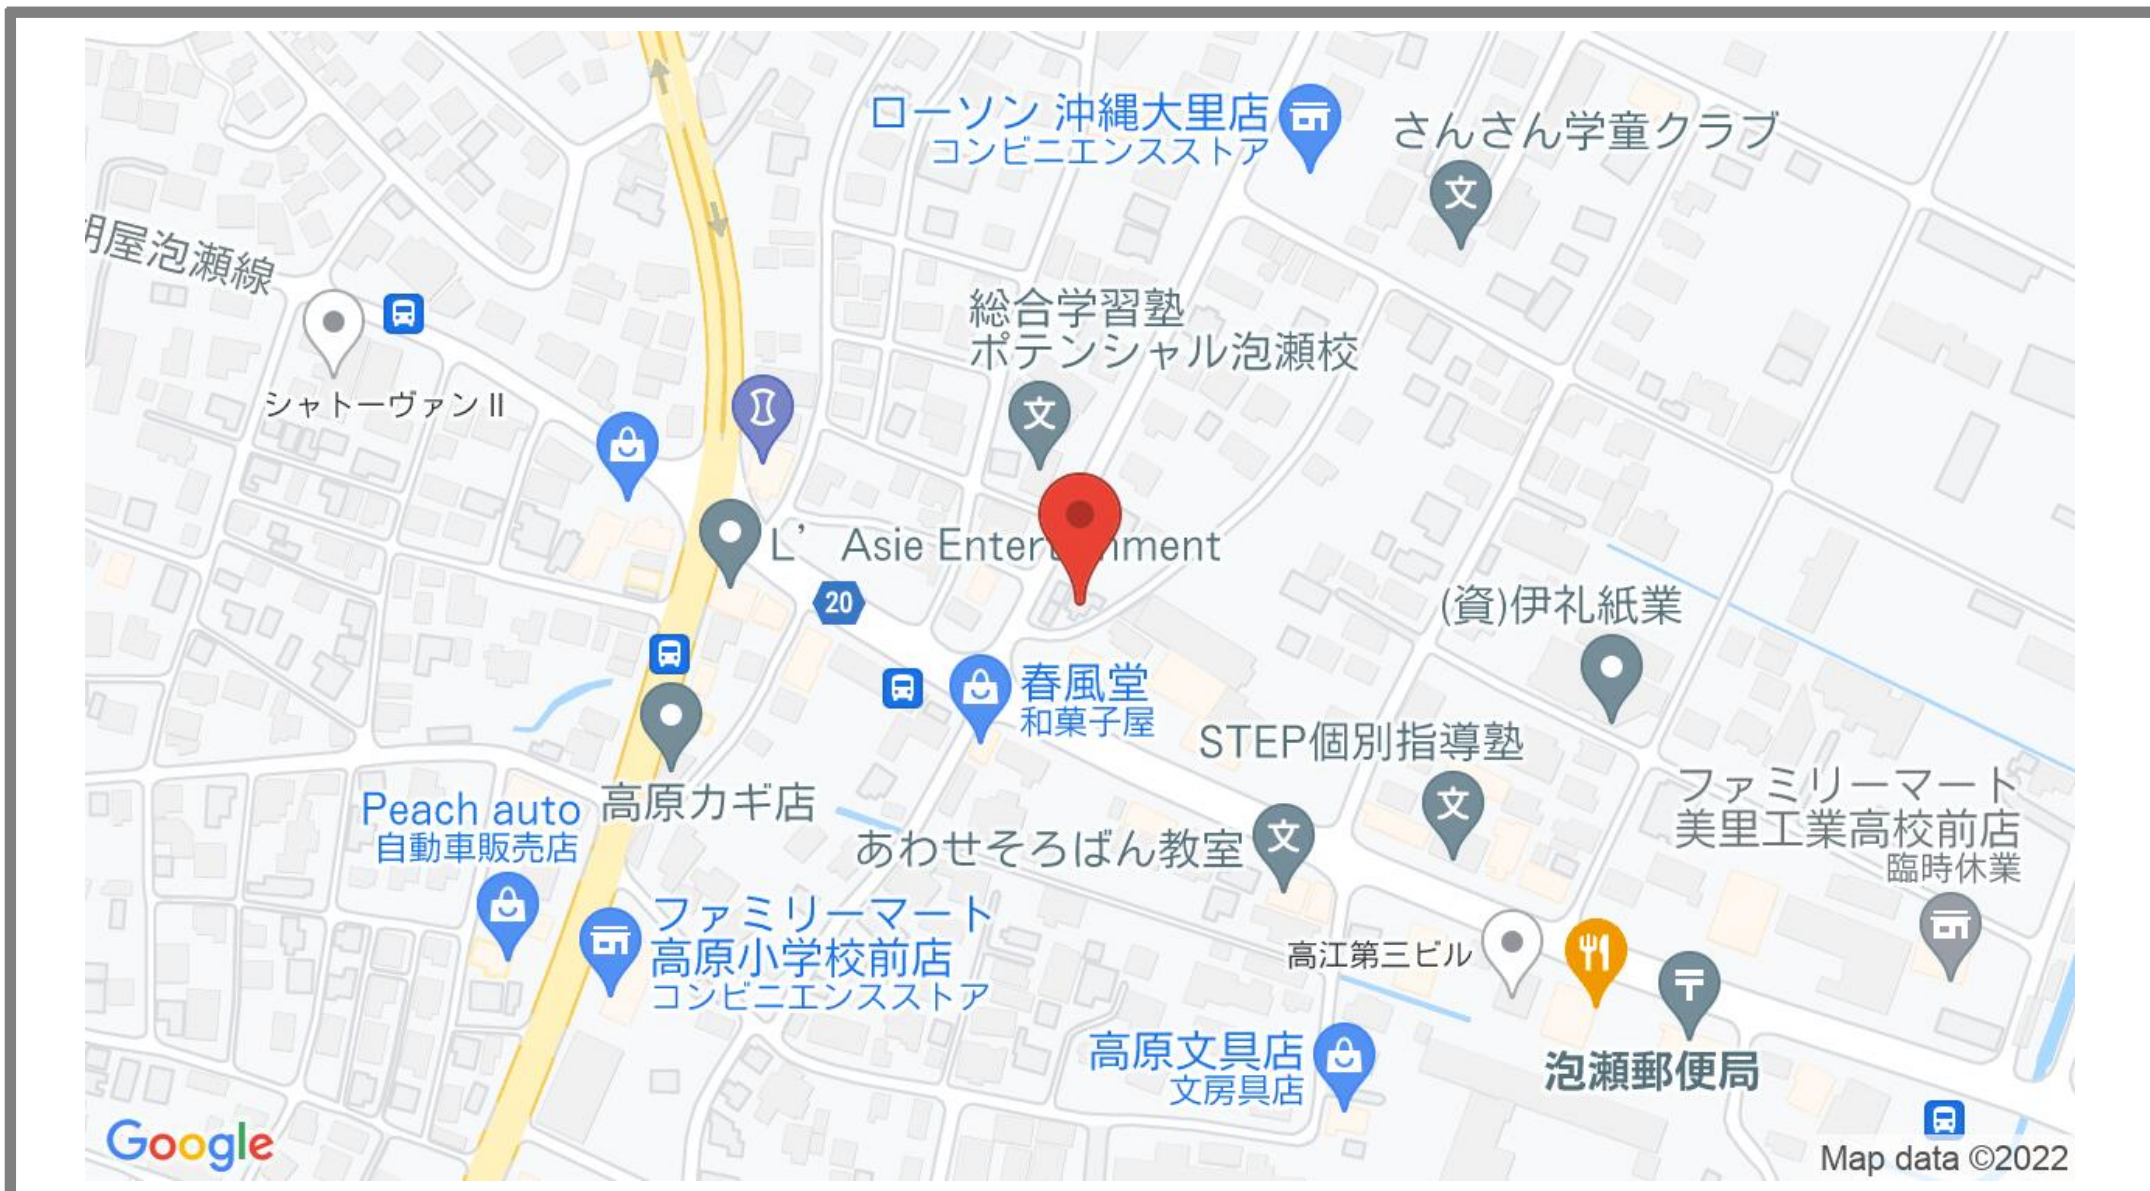 ローソン 沖縄大里店
コンビニエンスストア
さんさん学童クラブ
文
屋泡瀬線
総合学習塾
ポテンシャル泡瀬校
シャトーヴァン II
文
L’ Asie Entertainment
20
(資)伊礼紙業
春風堂
和菓子屋
STEP個別指導塾
文
高原カギ店
Peach auto
自動車販売店
あわせそろばん教室
文
ファミリーマート
美里工業高校前店
臨時休業
ファミリーマート
高原小学校前店
コンビニエンスストア
高江第三ビル
〒
泡瀬郵便局
高原文具店
文房具店
Google
Map data ©2022